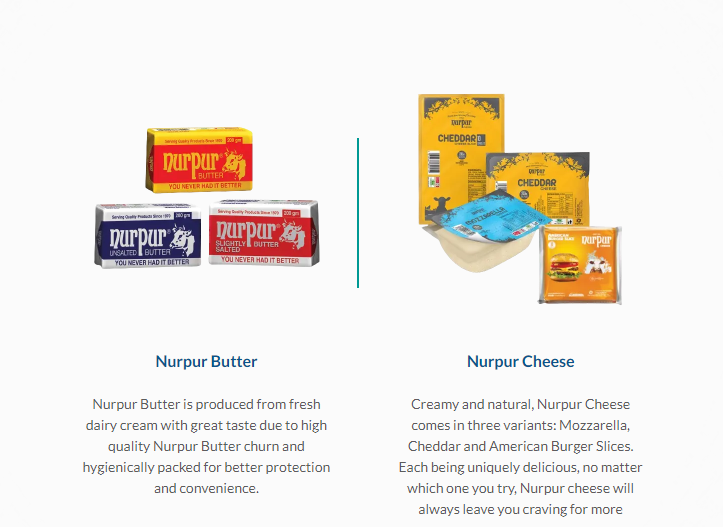 Serving Quality Products Since 1970 200 gm
nurpur
BUTTER
YOU NEVER HAD IT BETTER
Serving Quality Products Since 1970 200 gm
nurpur
UNSALTED BUTTER
YOU NEVER HAD IT BETTER
Serving Quality Products Since 1970 200 gm
nurpur
SLIGHTLY SALTED BUTTER
YOU NEVER HAD IT BETTER
nurpur
CHEDDAR
nurpur
CHEDDAR
CHEESE
MOZZARELLA
nurpur
Nurpur Butter
Nurpur Butter is produced from fresh
dairy cream with great taste due to high
quality Nurpur Butter churn and
hygienically packed for better protection
and convenience.
Nurpur Cheese
Creamy and natural, Nurpur Cheese
comes in three variants: Mozzarella,
Cheddar and American Burger Slices.
Each being uniquely delicious, no matter
which one you try, Nurpur cheese will
always leave you craving for more